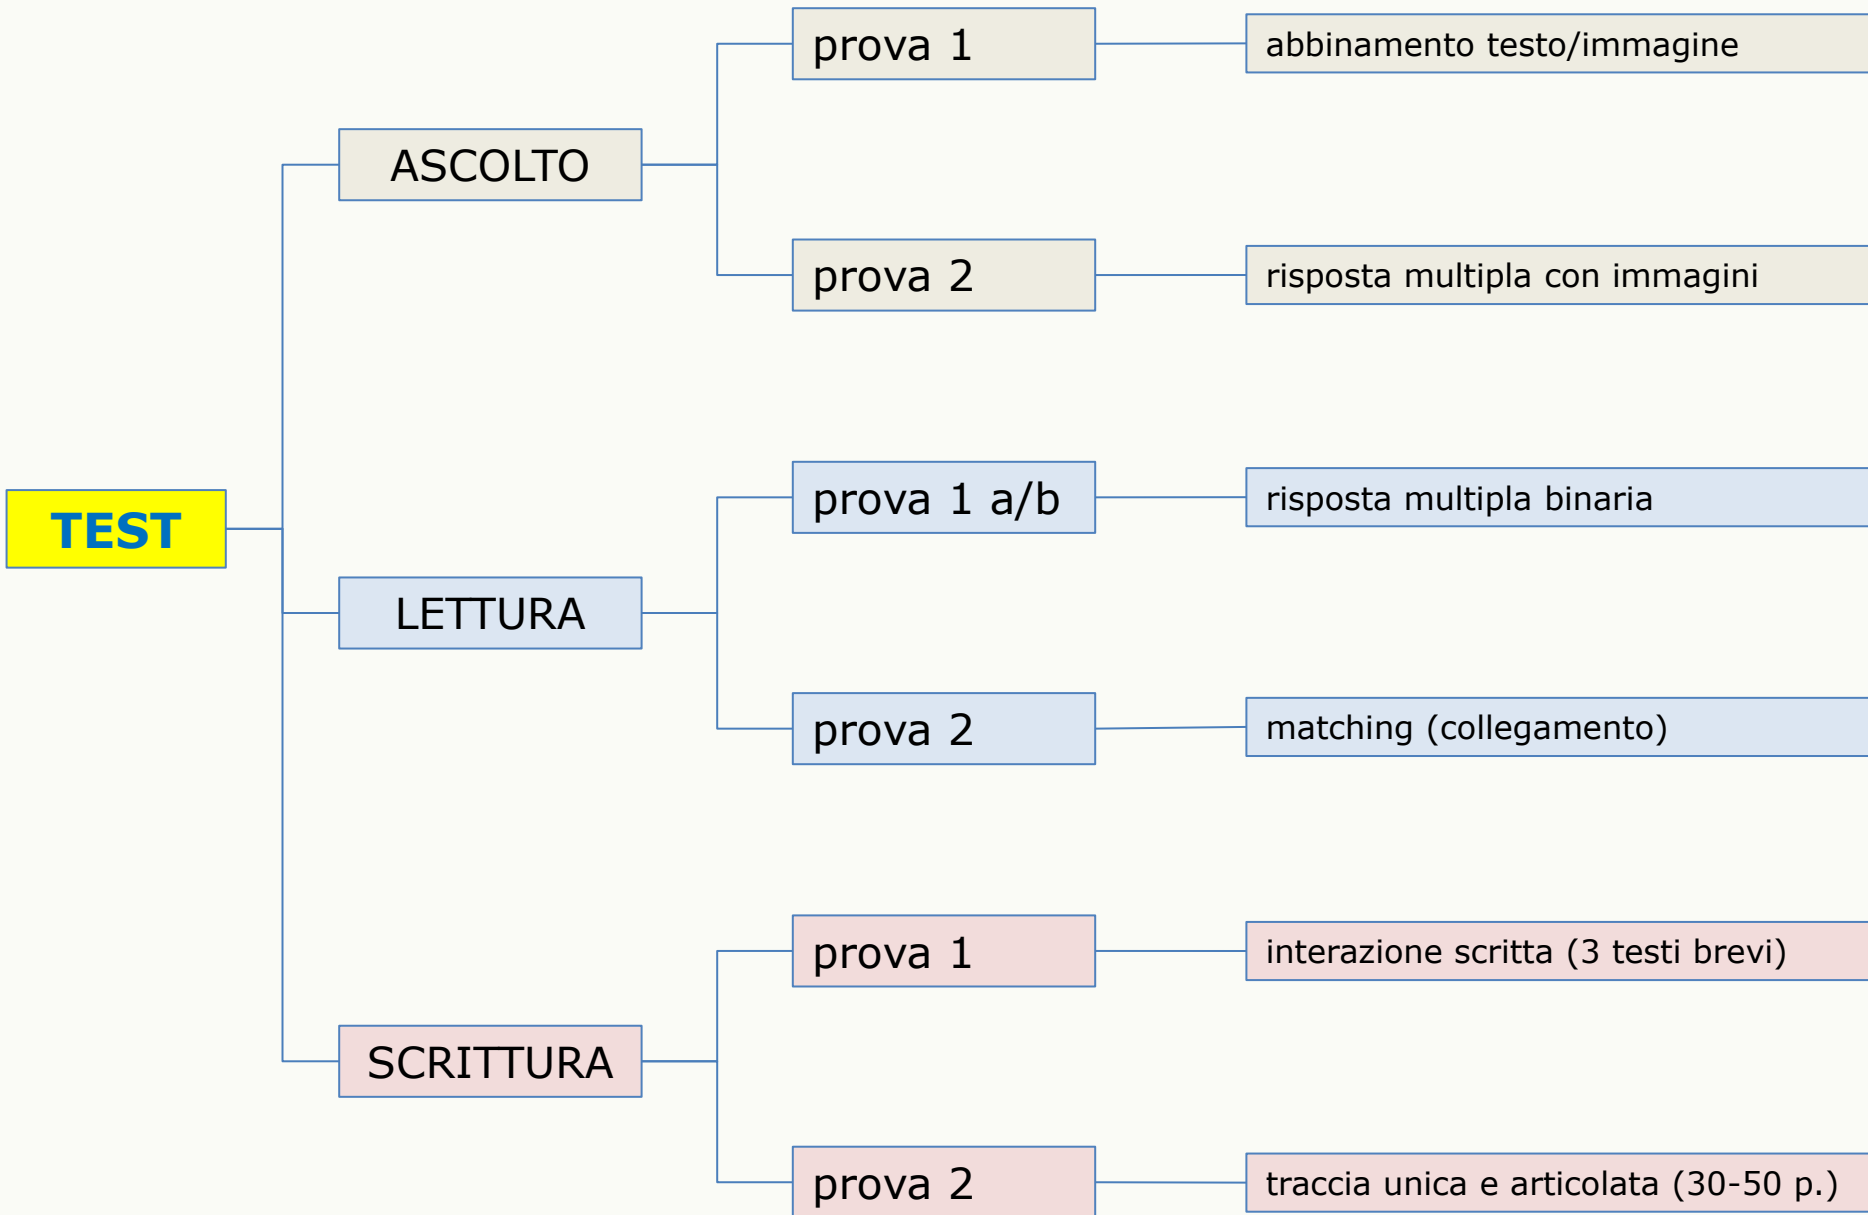 TEST
ASCOLTO
prova 1
abbinamento testo/immagine
prova 2
risposta multipla con immagini
LETTURA
prova 1 a/b
risposta multipla binaria
prova 2
matching (collegamento)
SCRITTURA
prova 1
interazione scritta (3 testi brevi)
prova 2
traccia unica e articolata (30-50 p.)